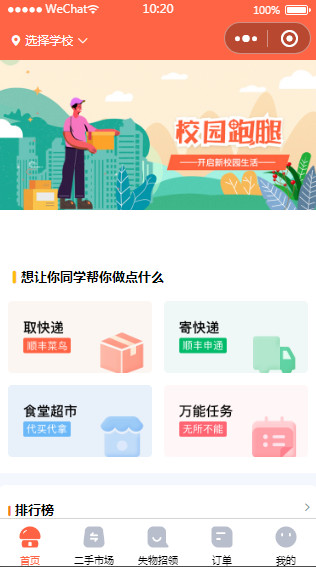 WeChat 10:20 100%
选择学校
校园跑腿
开启新校园生活
想让你同学帮你做点什么
取快递 寄快递
顺丰菜鸟 顺丰申通
食堂超市 万能任务
代买代拿 无所不能
排行榜
首页 二手市场 失物招领 订单 我的